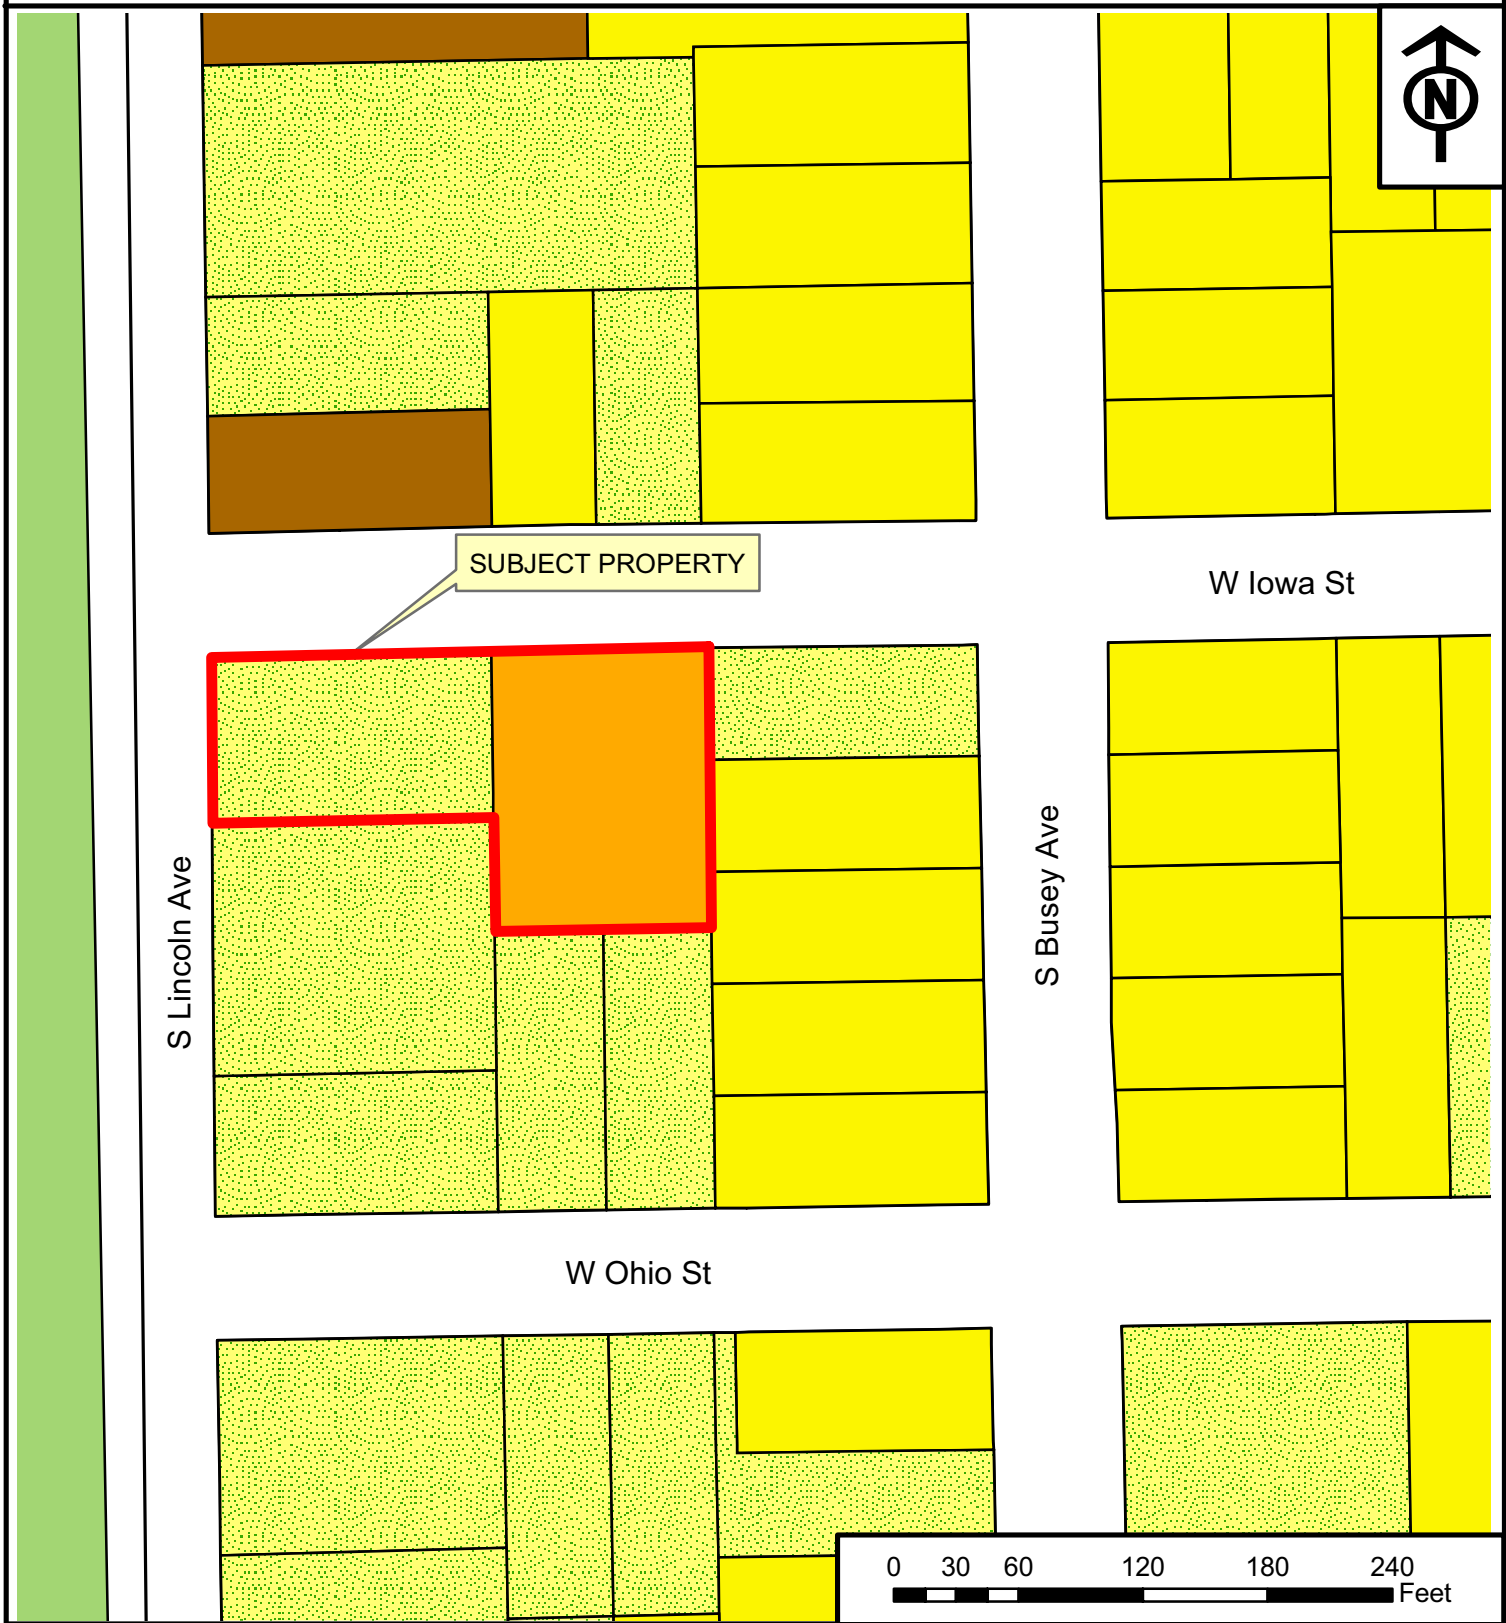 N
SUBJECT PROPERTY
W Iowa St
S Lincoln Ave
S Busey Ave
W Ohio St
0 30 60 120 180 240
Feet